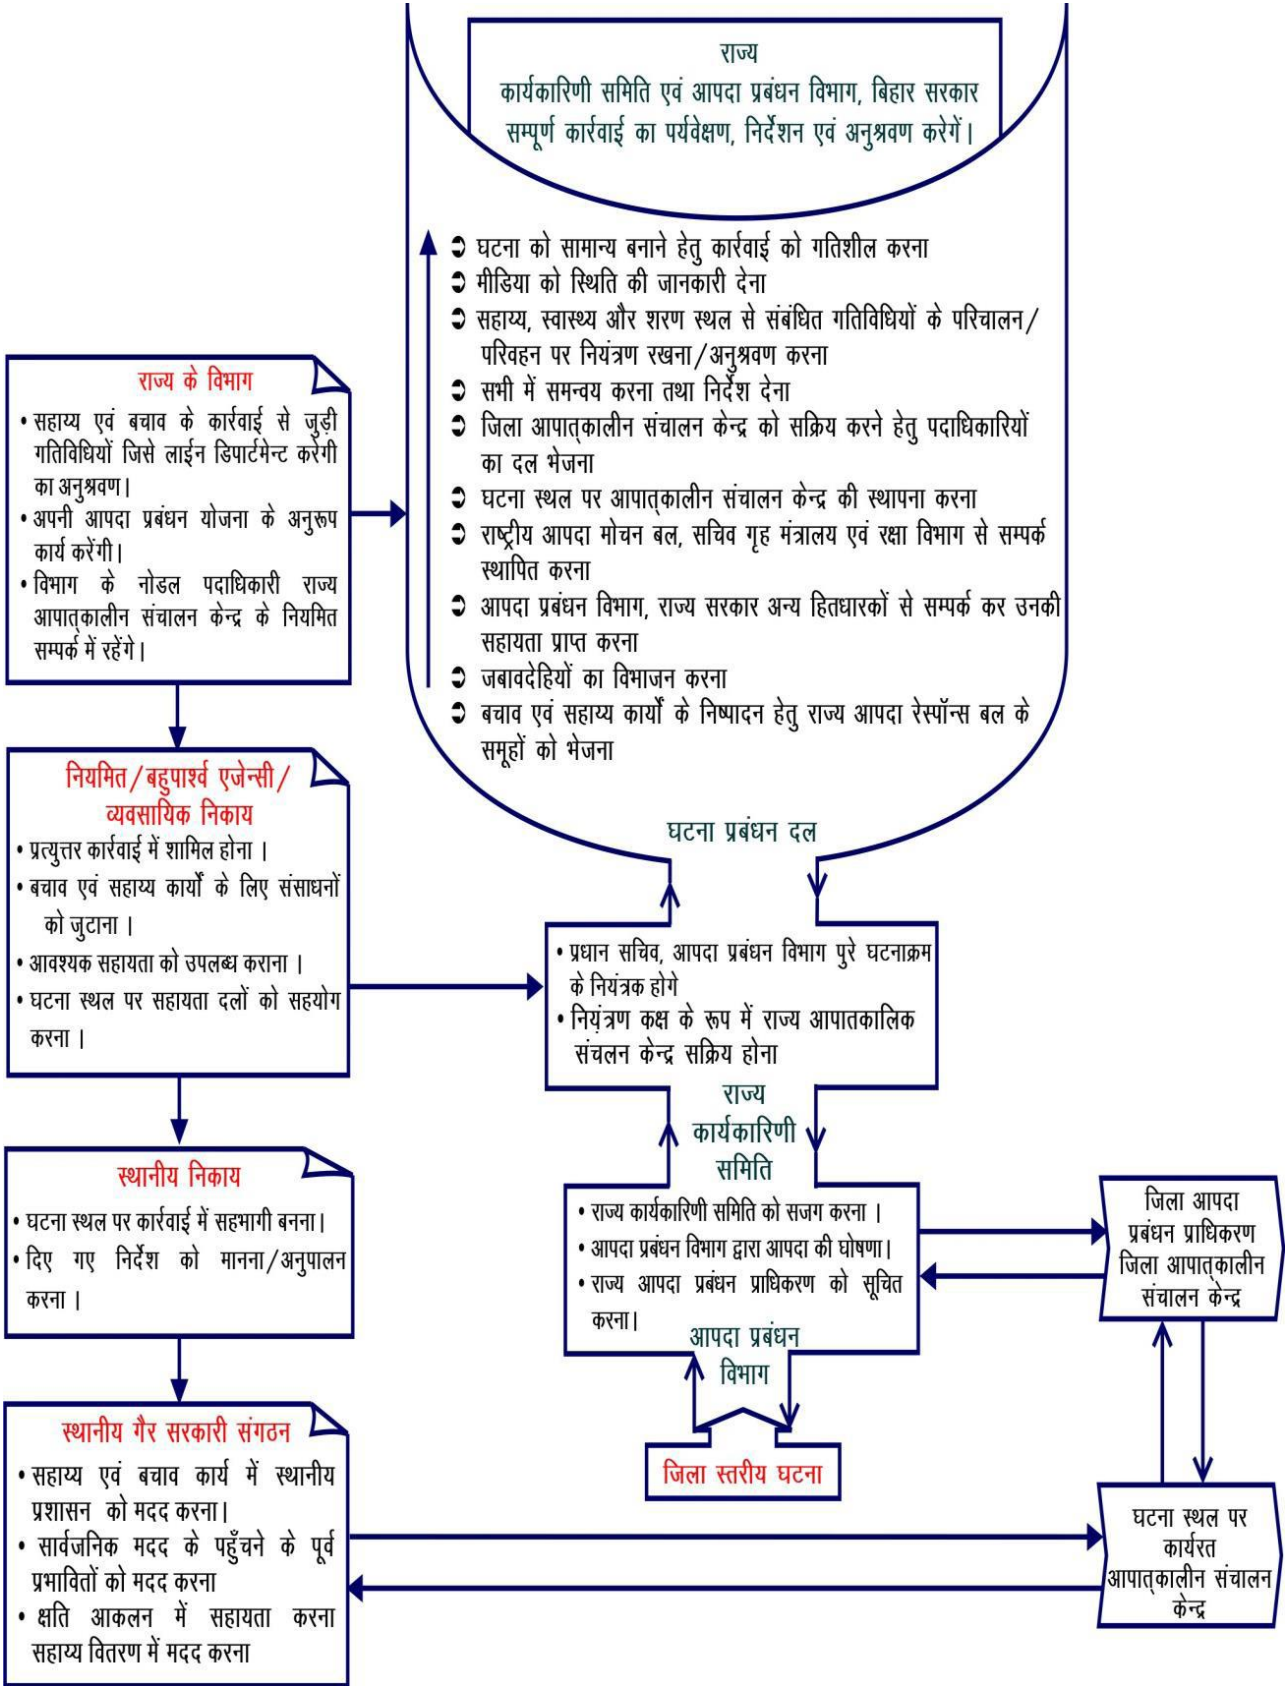 राज्य
कार्यकारिणी समिति एवं आपदा प्रबंधन विभाग, बिहार सरकार
सम्पूर्ण कार्रवाई का पर्यवेक्षण, निर्देशन एवं अनुश्रवण करेगें।
➲ घटना को सामान्य बनाने हेतु कार्रवाई को गतिशील करना
➲ मीडिया को स्थिति की जानकारी देना
➲ सहाय्य, स्वास्थ्य और शरण स्थल से संबंधित गतिविधियों के परिचालन/
परिवहन पर नियंत्रण रखना/अनुश्रवण करना
➲ सभी में समन्वय करना तथा निर्देश देना
➲ जिला आपात्कालीन संचालन केन्द्र को सक्रिय करने हेतु पदाधिकारियों
का दल भेजना
➲ घटना स्थल पर आपात्कालीन संचालन केन्द्र की स्थापना करना
➲ राष्ट्रीय आपदा मोचन बल, सचिव गृह मंत्रालय एवं रक्षा विभाग से सम्पर्क
स्थापित करना
➲ आपदा प्रबंधन विभाग, राज्य सरकार अन्य हितधारकों से सम्पर्क कर उनकी
सहायता प्राप्त करना
➲ जबावदेहियों का विभाजन करना
➲ बचाव एवं सहाय्य कार्यों के निष्पादन हेतु राज्य आपदा रेस्पॉन्स बल के
समूहों को भेजना
घटना प्रबंधन दल
राज्य के विभाग
• सहाय्य एवं बचाव के कार्रवाई से जुड़ी
गतिविधियों जिसे लाईन डिपार्टमेन्ट करेगी
का अनुश्रवण।
• अपनी आपदा प्रबंधन योजना के अनुरूप
कार्य करेंगी।
• विभाग के नोडल पदाधिकारी राज्य
आपात्कालीन संचालन केन्द्र के नियमित
सम्पर्क में रहेंगे।
नियमित/बहुपार्श्व एजेन्सी/
व्यवसायिक निकाय
• प्रत्युत्तर कार्रवाई में शामिल होना ।
• बचाव एवं सहाय्य कार्यों के लिए संसाधनों
को जुटाना ।
• आवश्यक सहायता को उपलब्ध कराना ।
• घटना स्थल पर सहायता दलों को सहयोग
करना ।
• प्रधान सचिव, आपदा प्रबंधन विभाग पुरे घटनाक्रम
के नियंत्रक होगे
• नियंत्रण कक्ष के रूप में राज्य आपातकालिक
संचलन केन्द्र सक्रिय होना
राज्य
कार्यकारिणी
समिति
स्थानीय निकाय
• घटना स्थल पर कार्रवाई में सहभागी बनना।
• दिए गए निर्देश को मानना/अनुपालन
करना ।
• राज्य कार्यकारिणी समिति को सजग करना ।
• आपदा प्रबंधन विभाग द्वारा आपदा की घोषणा।
• राज्य आपदा प्रबंधन प्राधिकरण को सूचित
करना।
आपदा प्रबंधन
विभाग
जिला आपदा
प्रबंधन प्राधिकरण
जिला आपात्कालीन
संचालन केन्द्र
जिला स्तरीय घटना
स्थानीय गैर सरकारी संगठन
• सहाय्य एवं बचाव कार्य में स्थानीय
प्रशासन को मदद करना।
• सार्वजनिक मदद के पहुँचने के पूर्व
प्रभावितों को मदद करना
• क्षति आकलन में सहायता करना
सहाय्य वितरण में मदद करना
घटना स्थल पर
कार्यरत
आपात्कालीन संचालन
केन्द्र